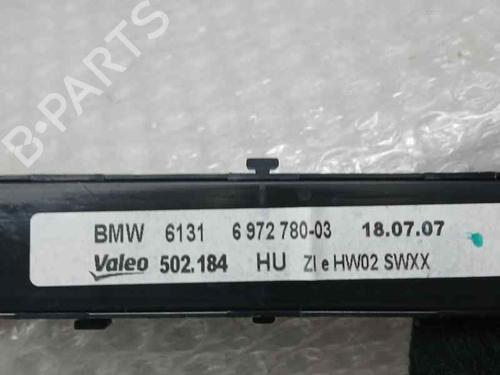 B-PARTS
BMW 6131 6 972 780-03 18.07.07
Valeo 502.184 HU ZI e HW02 SWXX